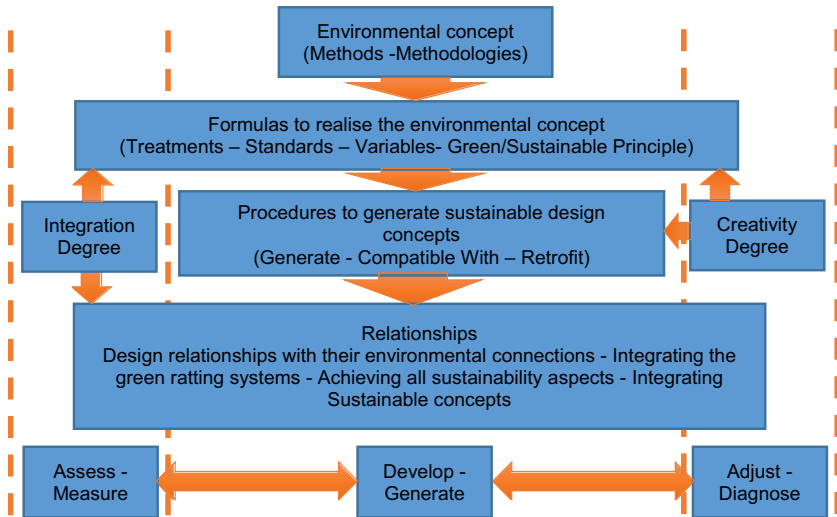 Environmental concept
(Methods -Methodologies)
Formulas to realise the environmental concept
(Treatments – Standards – Variables- Green/Sustainable Principle)
Integration
Degree
Procedures to generate sustainable design
concepts
(Generate - Compatible With – Retrofit)
Creativity
Degree
Relationships
Design relationships with their environmental connections - Integrating the
green ratting systems - Achieving all sustainability aspects - Integrating
Sustainable concepts
Assess -
Measure
Develop -
Generate
Adjust -
Diagnose